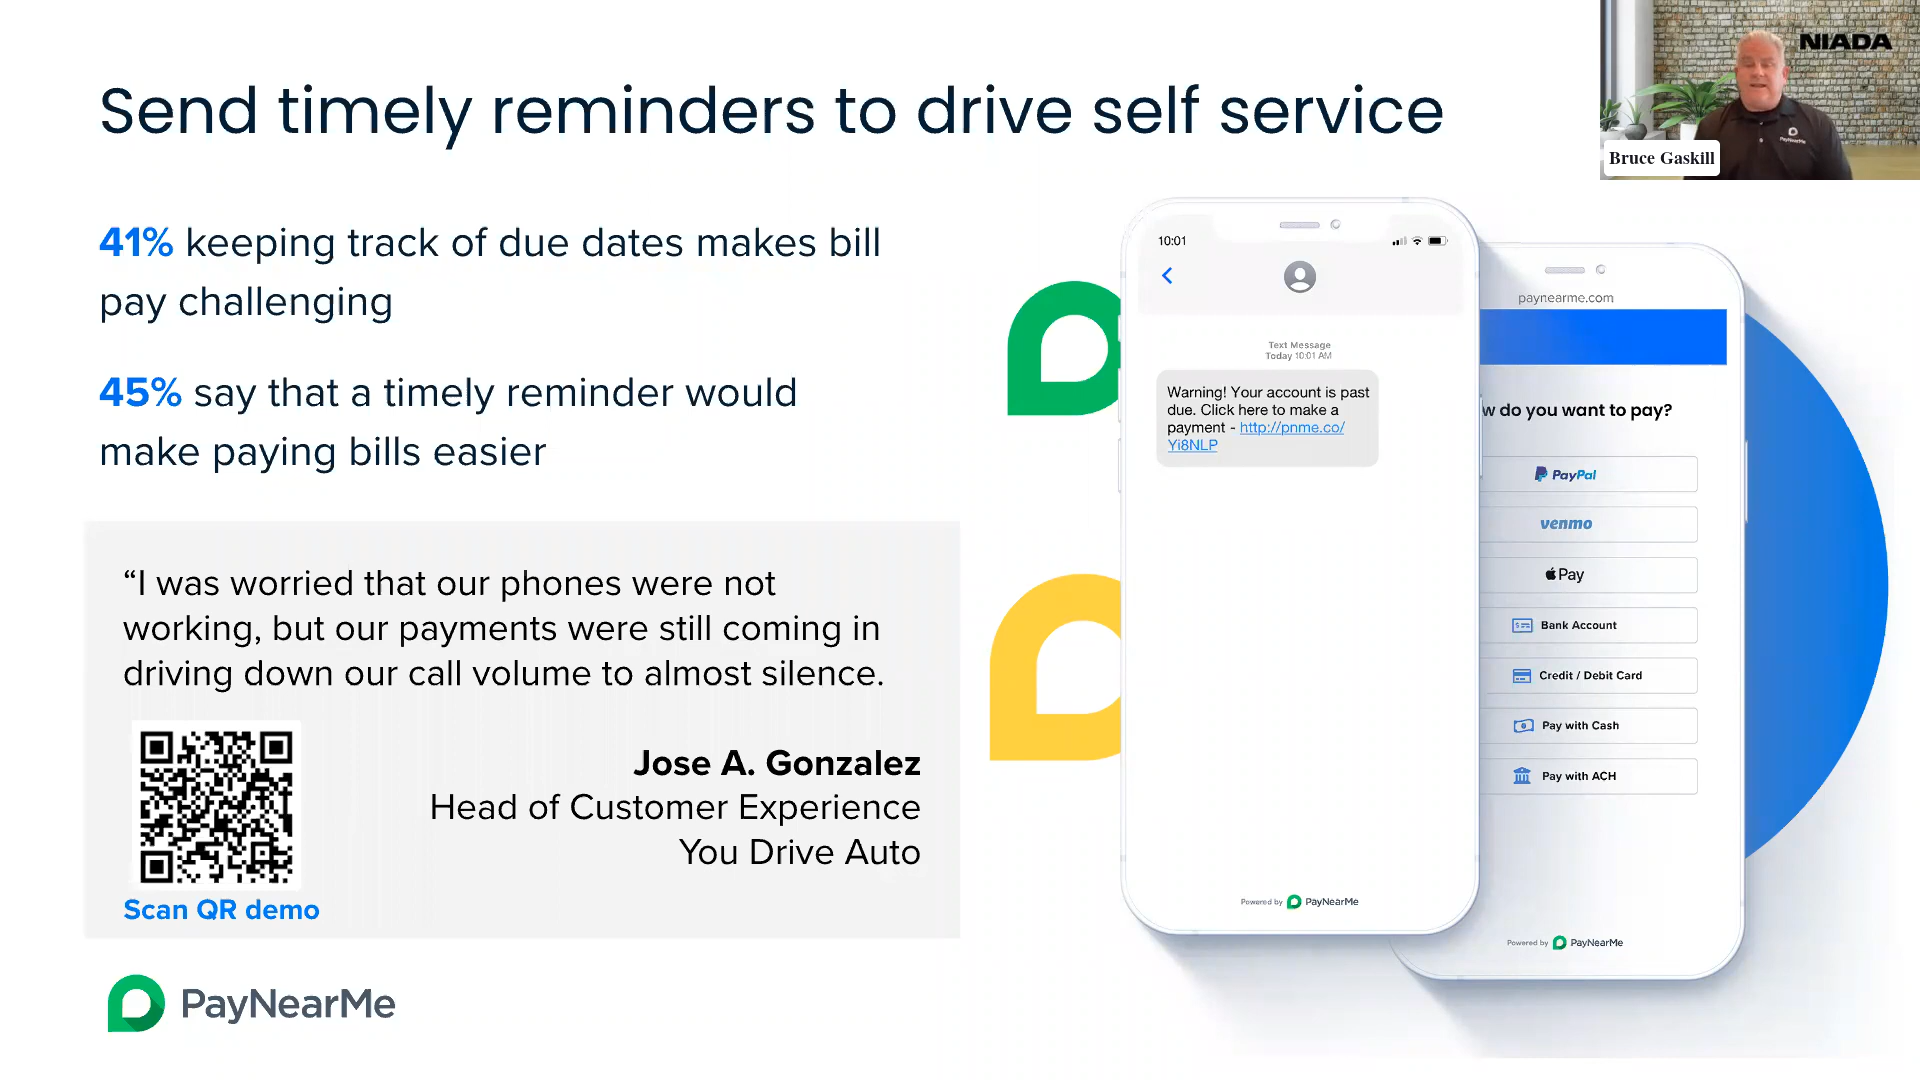 Send timely reminders to drive self service
NIADA
PayNearMe
Bruce Gaskill
41% keeping track of due dates makes bill
pay challenging
45% say that a timely reminder would
make paying bills easier
“I was worried that our phones were not
working, but our payments were still coming in
driving down our call volume to almost silence.
Jose A. Gonzalez
Head of Customer Experience
You Drive Auto
Scan QR demo
PayNearMe
10:01
Text Message
Today 10:01 AM
Warning! Your account is past
due. Click here to make a
payment - http://pnme.co/
Yi8NLP
Powered by PayNearMe
paynearme.com
w do you want to pay?
PayPal
venmo
Pay
Bank Account
Credit / Debit Card
Pay with Cash
Pay with ACH
Powered by PayNearMe